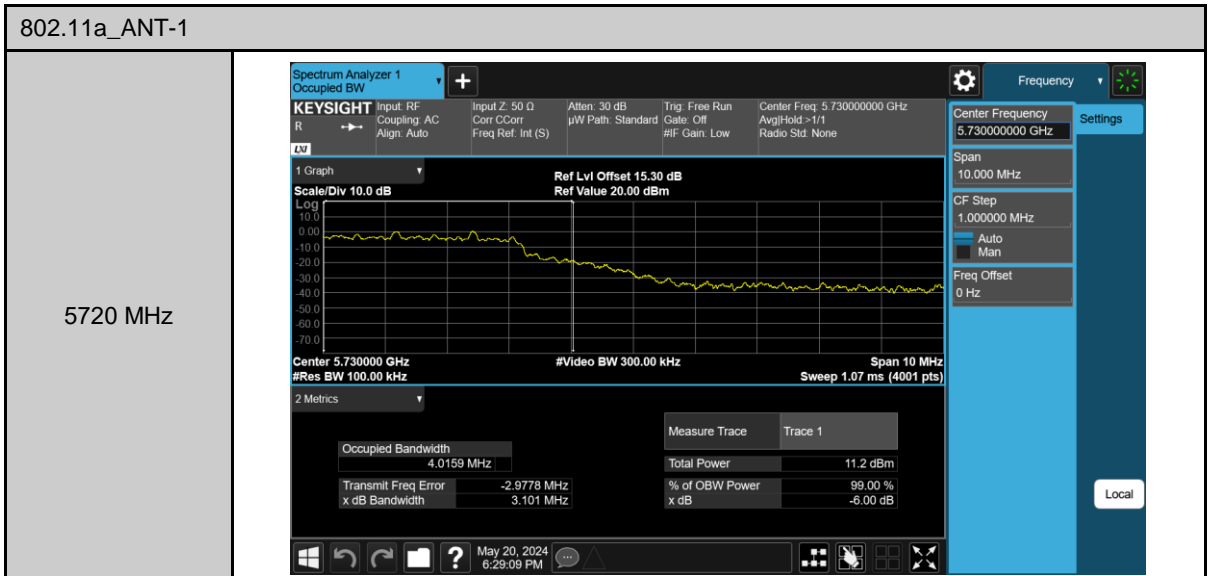 802.11a_ANT-1
5720 MHz
Spectrum Analyzer 1
Occupied BW
+
Frequency
KEYSIGHT
R
LXI
Input: RF
Coupling: AC
Align: Auto
Input Z: 50 Ω
Corr CCorr
Freq Ref: Int (S)
Atten: 30 dB
µW Path: Standard
Trig: Free Run
Gate: Off
#IF Gain: Low
Center Freq: 5.730000000 GHz
Avg|Hold:>1/1
Radio Std: None
Center Frequency
5.730000000 GHz
Settings
Span
10.000 MHz
CF Step
1.000000 MHz
Auto
Man
Freq Offset
0 Hz
Local
1 Graph
Scale/Div 10.0 dB
Ref Lvl Offset 15.30 dB
Ref Value 20.00 dBm
Log
10.0
0.00
-10.0
-20.0
-30.0
-40.0
-50.0
-60.0
-70.0
Center 5.730000 GHz
#Video BW 300.00 kHz
Span 10 MHz
#Res BW 100.00 kHz
Sweep 1.07 ms (4001 pts)
2 Metrics
Measure Trace
Trace 1
Occupied Bandwidth
4.0159 MHz
Total Power
11.2 dBm
Transmit Freq Error
-2.9778 MHz
% of OBW Power
99.00 %
x dB Bandwidth
3.101 MHz
x dB
-6.00 dB
?
May 20, 2024
6:29:09 PM